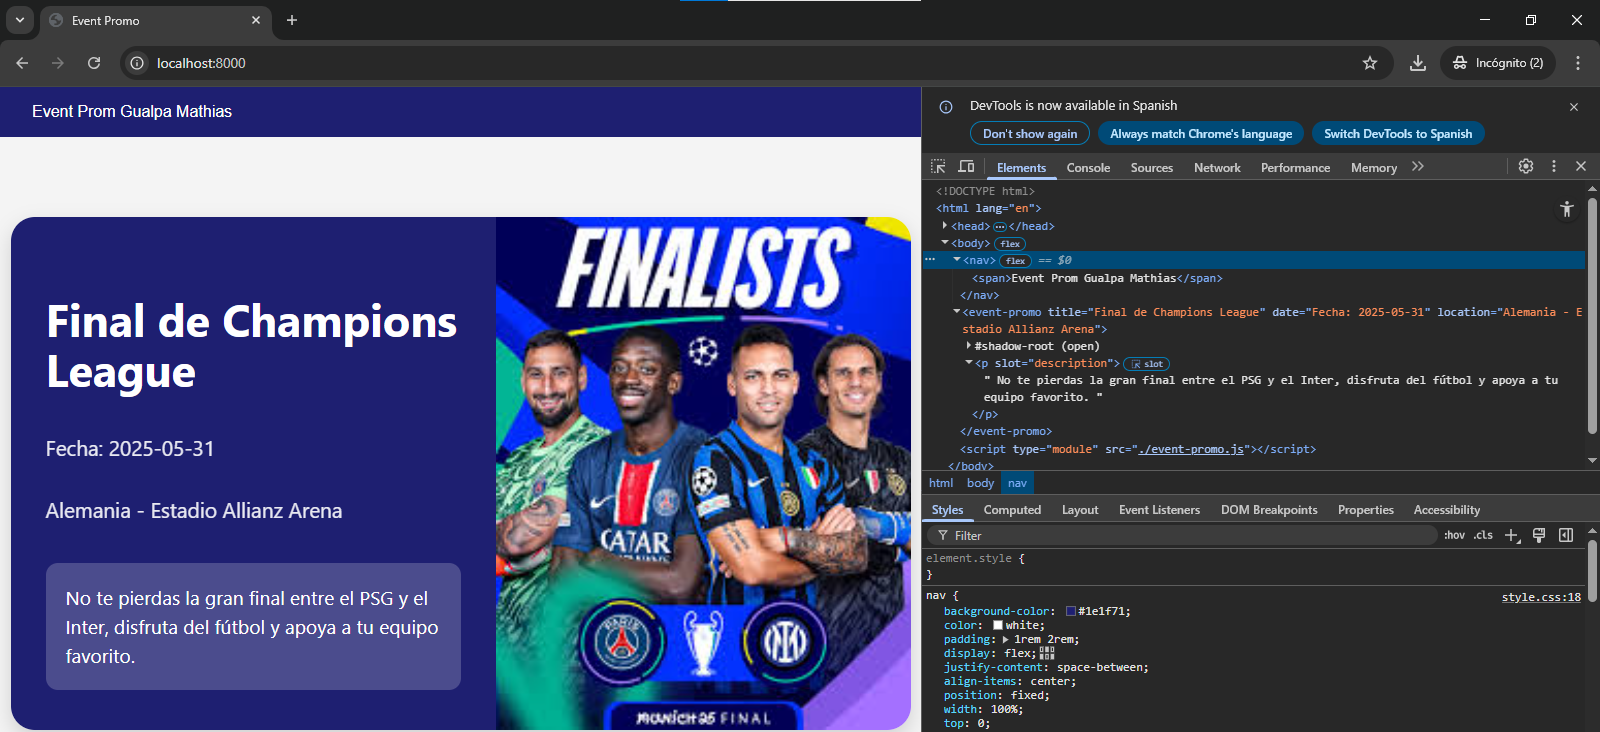 Event Promo
localhost:8000
Incógnito (2)
Event Prom Gualpa Mathias
Final de Champions
League
Fecha: 2025-05-31
Alemania - Estadio Allianz Arena
No te pierdas la gran final entre el PSG y el
Inter, disfruta del fútbol y apoya a tu equipo
favorito.
FINALISTS
QATAR
PARIS
FINAL
DevTools is now available in Spanish
Don't show again
Always match Chrome's language
Switch DevTools to Spanish
Elements Console Sources Network Performance Memory
<!DOCTYPE html>
<html lang="en">
<head> </head>
<body> flex
<nav> flex == $0
<span>Event Prom Gualpa Mathias</span>
</nav>
<event-promo title="Final de Champions League" date="Fecha: 2025-05-31" location="Alemania - E
stadio Allianz Arena">
#shadow-root (open)
<p slot="description"> slot
" No te pierdas la gran final entre el PSG y el Inter, disfruta del fútbol y apoya a tu
equipo favorito. "
</p>
</event-promo>
<script type="module" src="./event-promo.js"></script>
</body>
html body nav
Styles Computed Layout Event Listeners DOM Breakpoints Properties Accessibility
Filter
:hov .cls
element.style {
}
nav {
style.css:18
background-color: #1e1f71;
color: white;
padding: 1rem 2rem;
display: flex;
justify-content: space-between;
align-items: center;
position: fixed;
width: 100%;
top: 0;